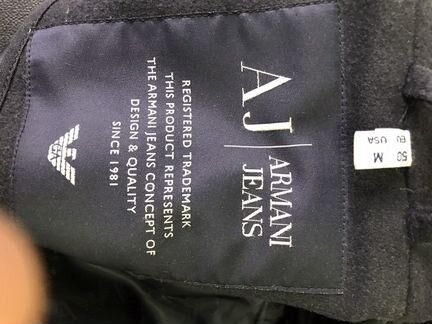 AJ
ARMANI
JEANS
REGISTERED TRADEMARK
THIS PRODUCT REPRESENTS
THE ARMANI JEANS CONCEPT OF
DESIGN & QUALITY
SINCE 1981
50 M
EU USA